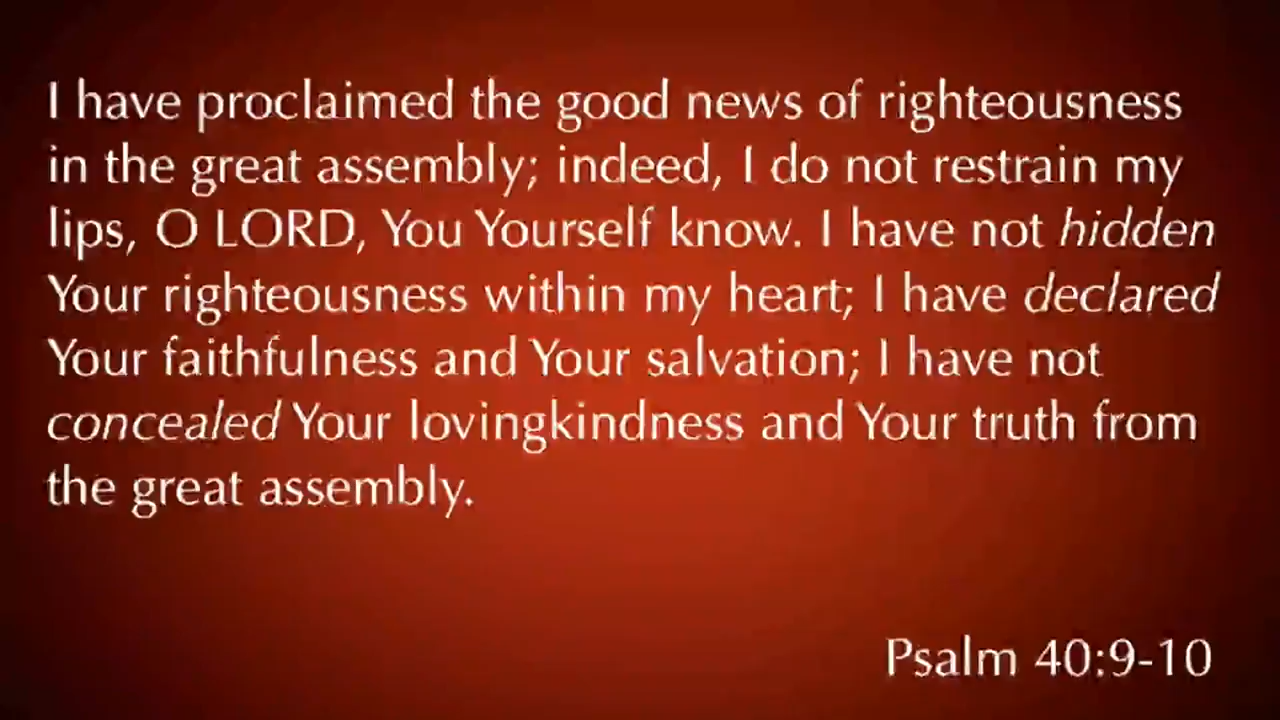 I have proclaimed the good news of righteousness
in the great assembly; indeed, I do not restrain my
lips, O LORD, You Yourself know. I have not hidden
Your righteousness within my heart; I have declared
Your faithfulness and Your salvation; I have not
concealed Your lovingkindness and Your truth from
the great assembly.
Psalm 40:9-10